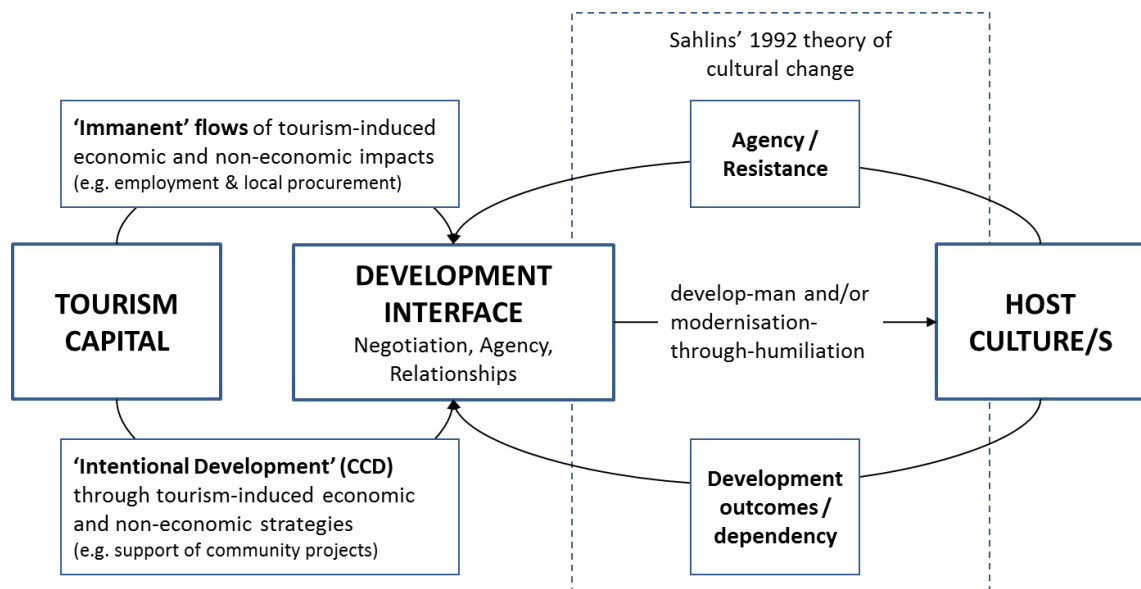 Sahlins’ 1992 theory of
cultural change
‘Immanent’ flows of tourism-induced
economic and non-economic impacts
(e.g. employment & local procurement)
Agency /
Resistance
TOURISM
CAPITAL
DEVELOPMENT
INTERFACE
Negotiation, Agency,
Relationships
develop-man and/or
modernisation-
through-humiliation
HOST
CULTURE/S
‘Intentional Development’ (CCD)
through tourism-induced economic
and non-economic strategies
(e.g. support of community projects)
Development
outcomes /
dependency